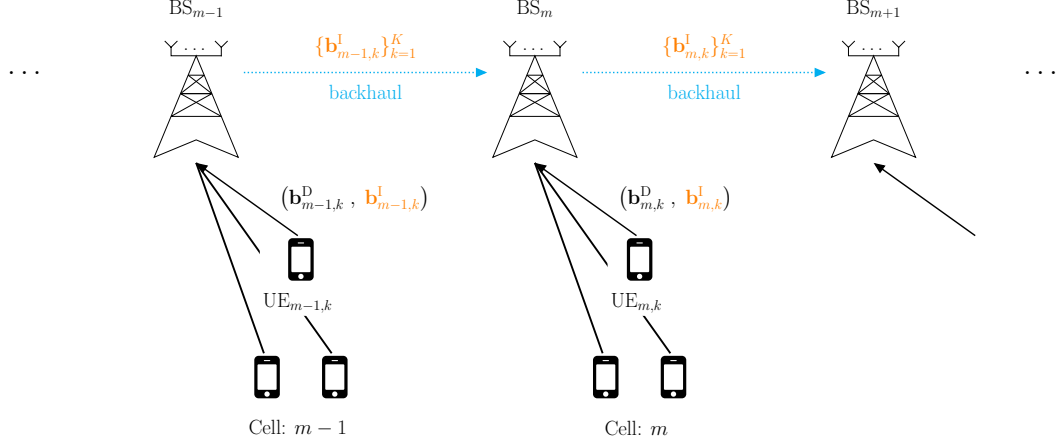 BS_{m−1} BS_m BS_{m+1}
. . . . . . . . .
. . . {𝐛^I_{m−1,k}}^K_{k=1} {𝐛^I_{m,k}}^K_{k=1} . . .
backhaul backhaul
(𝐛^D_{m−1,k} , 𝐛^I_{m−1,k}) (𝐛^D_{m,k} , 𝐛^I_{m,k})
UE_{m−1,k} UE_{m,k}
Cell: m − 1 Cell: m